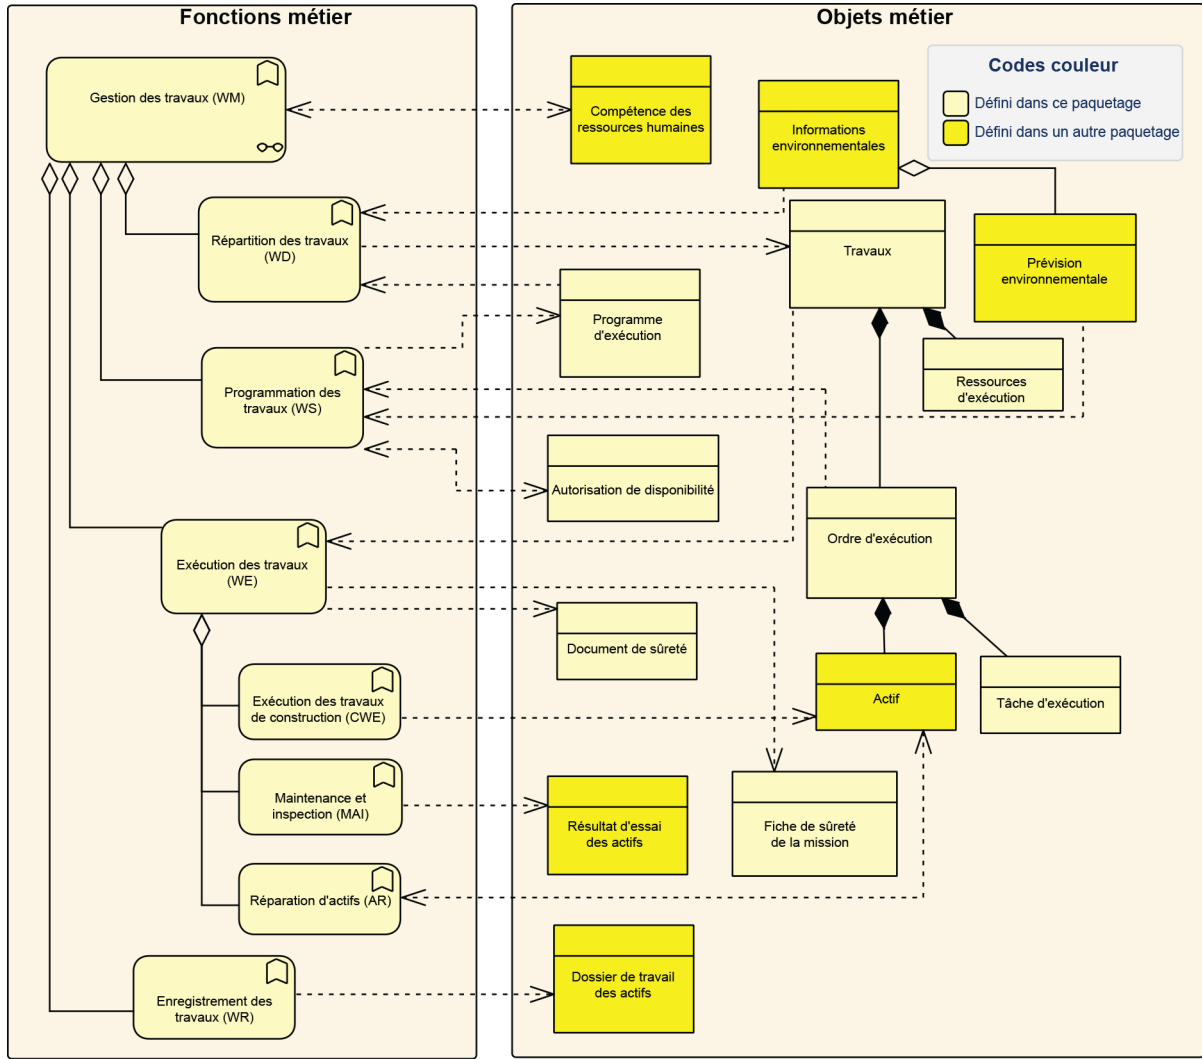 Fonctions métier
Gestion des travaux (WM)
Répartition des travaux
(WD)
Programmation des
travaux (WS)
Exécution des travaux
(WE)
Exécution des travaux
de construction (CWE)
Maintenance et
inspection (MAI)
Réparation d'actifs (AR)
Enregistrement des
travaux (WR)
Objets métier
Codes couleur
Défini dans ce paquetage
Défini dans un autre paquetage
Compétence des
ressources humaines
Informations
environnementales
Travaux
Prévision
environnementale
Programme
d'exécution
Ressources
d'exécution
Autorisation de disponibilité
Ordre d'exécution
Document de sûreté
Actif
Tâche d'exécution
Résultat d'essai
des actifs
Fiche de sûreté
de la mission
Dossier de travail
des actifs